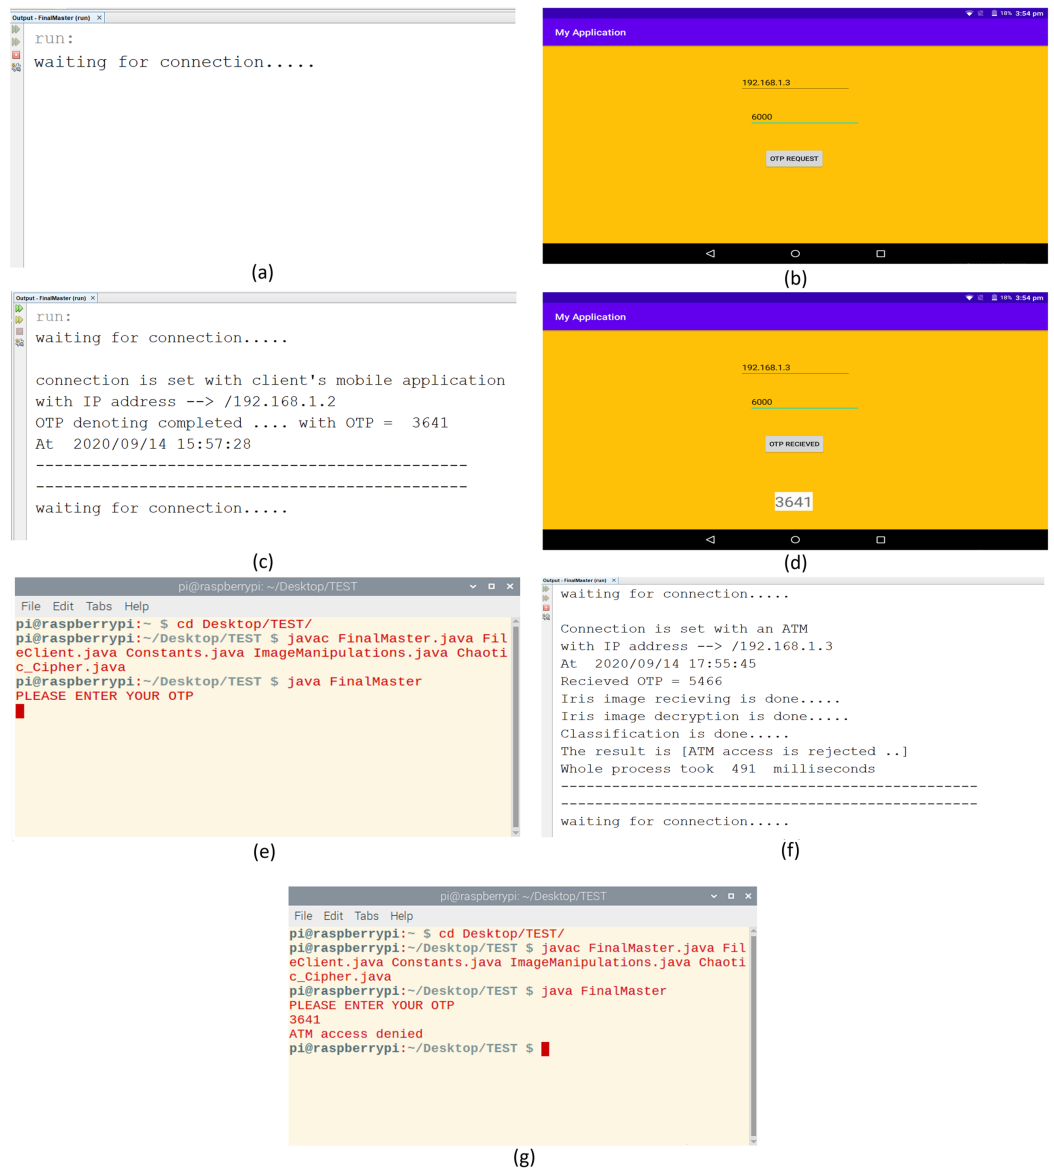 Output - FinalMaster (run) ×
run:
waiting for connection.....
(a)
18% 3:54 pm
My Application
192.168.1.3
6000
OTP REQUEST
(b)
Output - FinalMaster (run) ×
run:
waiting for connection.....
connection is set with client's mobile application
with IP address --> /192.168.1.2
OTP denoting completed .... with OTP =  3641
At  2020/09/14 15:57:28
----------------------------------------------
----------------------------------------------
waiting for connection.....
(c)
18% 3:54 pm
My Application
192.168.1.3
6000
OTP RECIEVED
3641
(d)
pi@raspberrypi: ~/Desktop/TEST
File Edit Tabs Help
pi@raspberrypi:~ $ cd Desktop/TEST/
pi@raspberrypi:~/Desktop/TEST $ javac FinalMaster.java Fil
eClient.java Constants.java ImageManipulations.java Chaoti
c_Cipher.java
pi@raspberrypi:~/Desktop/TEST $ java FinalMaster
PLEASE ENTER YOUR OTP
(e)
Output - FinalMaster (run) ×
waiting for connection.....
Connection is set with an ATM
with IP address --> /192.168.1.3
At  2020/09/14 17:55:45
Recieved OTP = 5466
Iris image recieving is done.....
Iris image decryption is done.....
Classification is done.....
The result is [ATM access is rejected ..]
Whole process took  491  milliseconds
------------------------------------------------
------------------------------------------------
waiting for connection.....
(f)
pi@raspberrypi: ~/Desktop/TEST
File Edit Tabs Help
pi@raspberrypi:~ $ cd Desktop/TEST/
pi@raspberrypi:~/Desktop/TEST $ javac FinalMaster.java Fil
eClient.java Constants.java ImageManipulations.java Chaoti
c_Cipher.java
pi@raspberrypi:~/Desktop/TEST $ java FinalMaster
PLEASE ENTER YOUR OTP
3641
ATM access denied
pi@raspberrypi:~/Desktop/TEST $
(g)